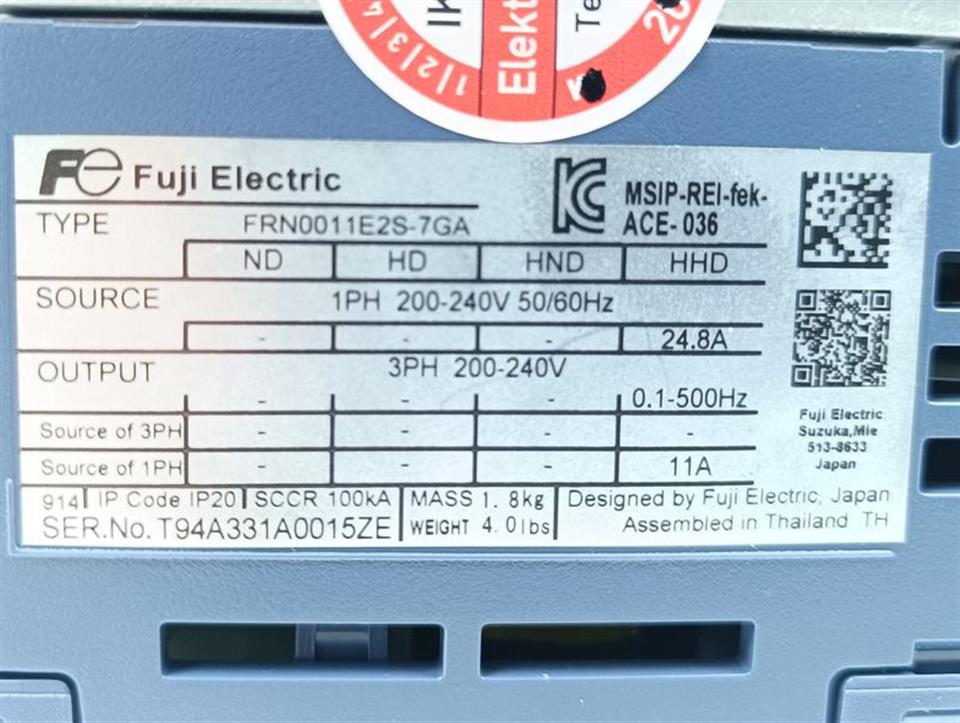 1/2/3/4
IK
Elekt
Te
20
Fe Fuji Electric
MSIP-REI-fek-
ACE-036
TYPE FRN0011E2S-7GA
ND HD HND HHD
SOURCE 1PH 200-240V 50/60Hz
- - - 24.8A
OUTPUT 3PH 200-240V
- - - 0.1-500Hz
Source of 3PH - - - -
Source of 1PH - - - 11A
Fuji Electric
Suzuka,Mie
513-8633
Japan
914 IP Code IP20 SCCR 100kA MASS 1.8kg Designed by Fuji Electric, Japan
SER.No.T94A331A0015ZE WEIGHT 4.0lbs Assembled in Thailand TH